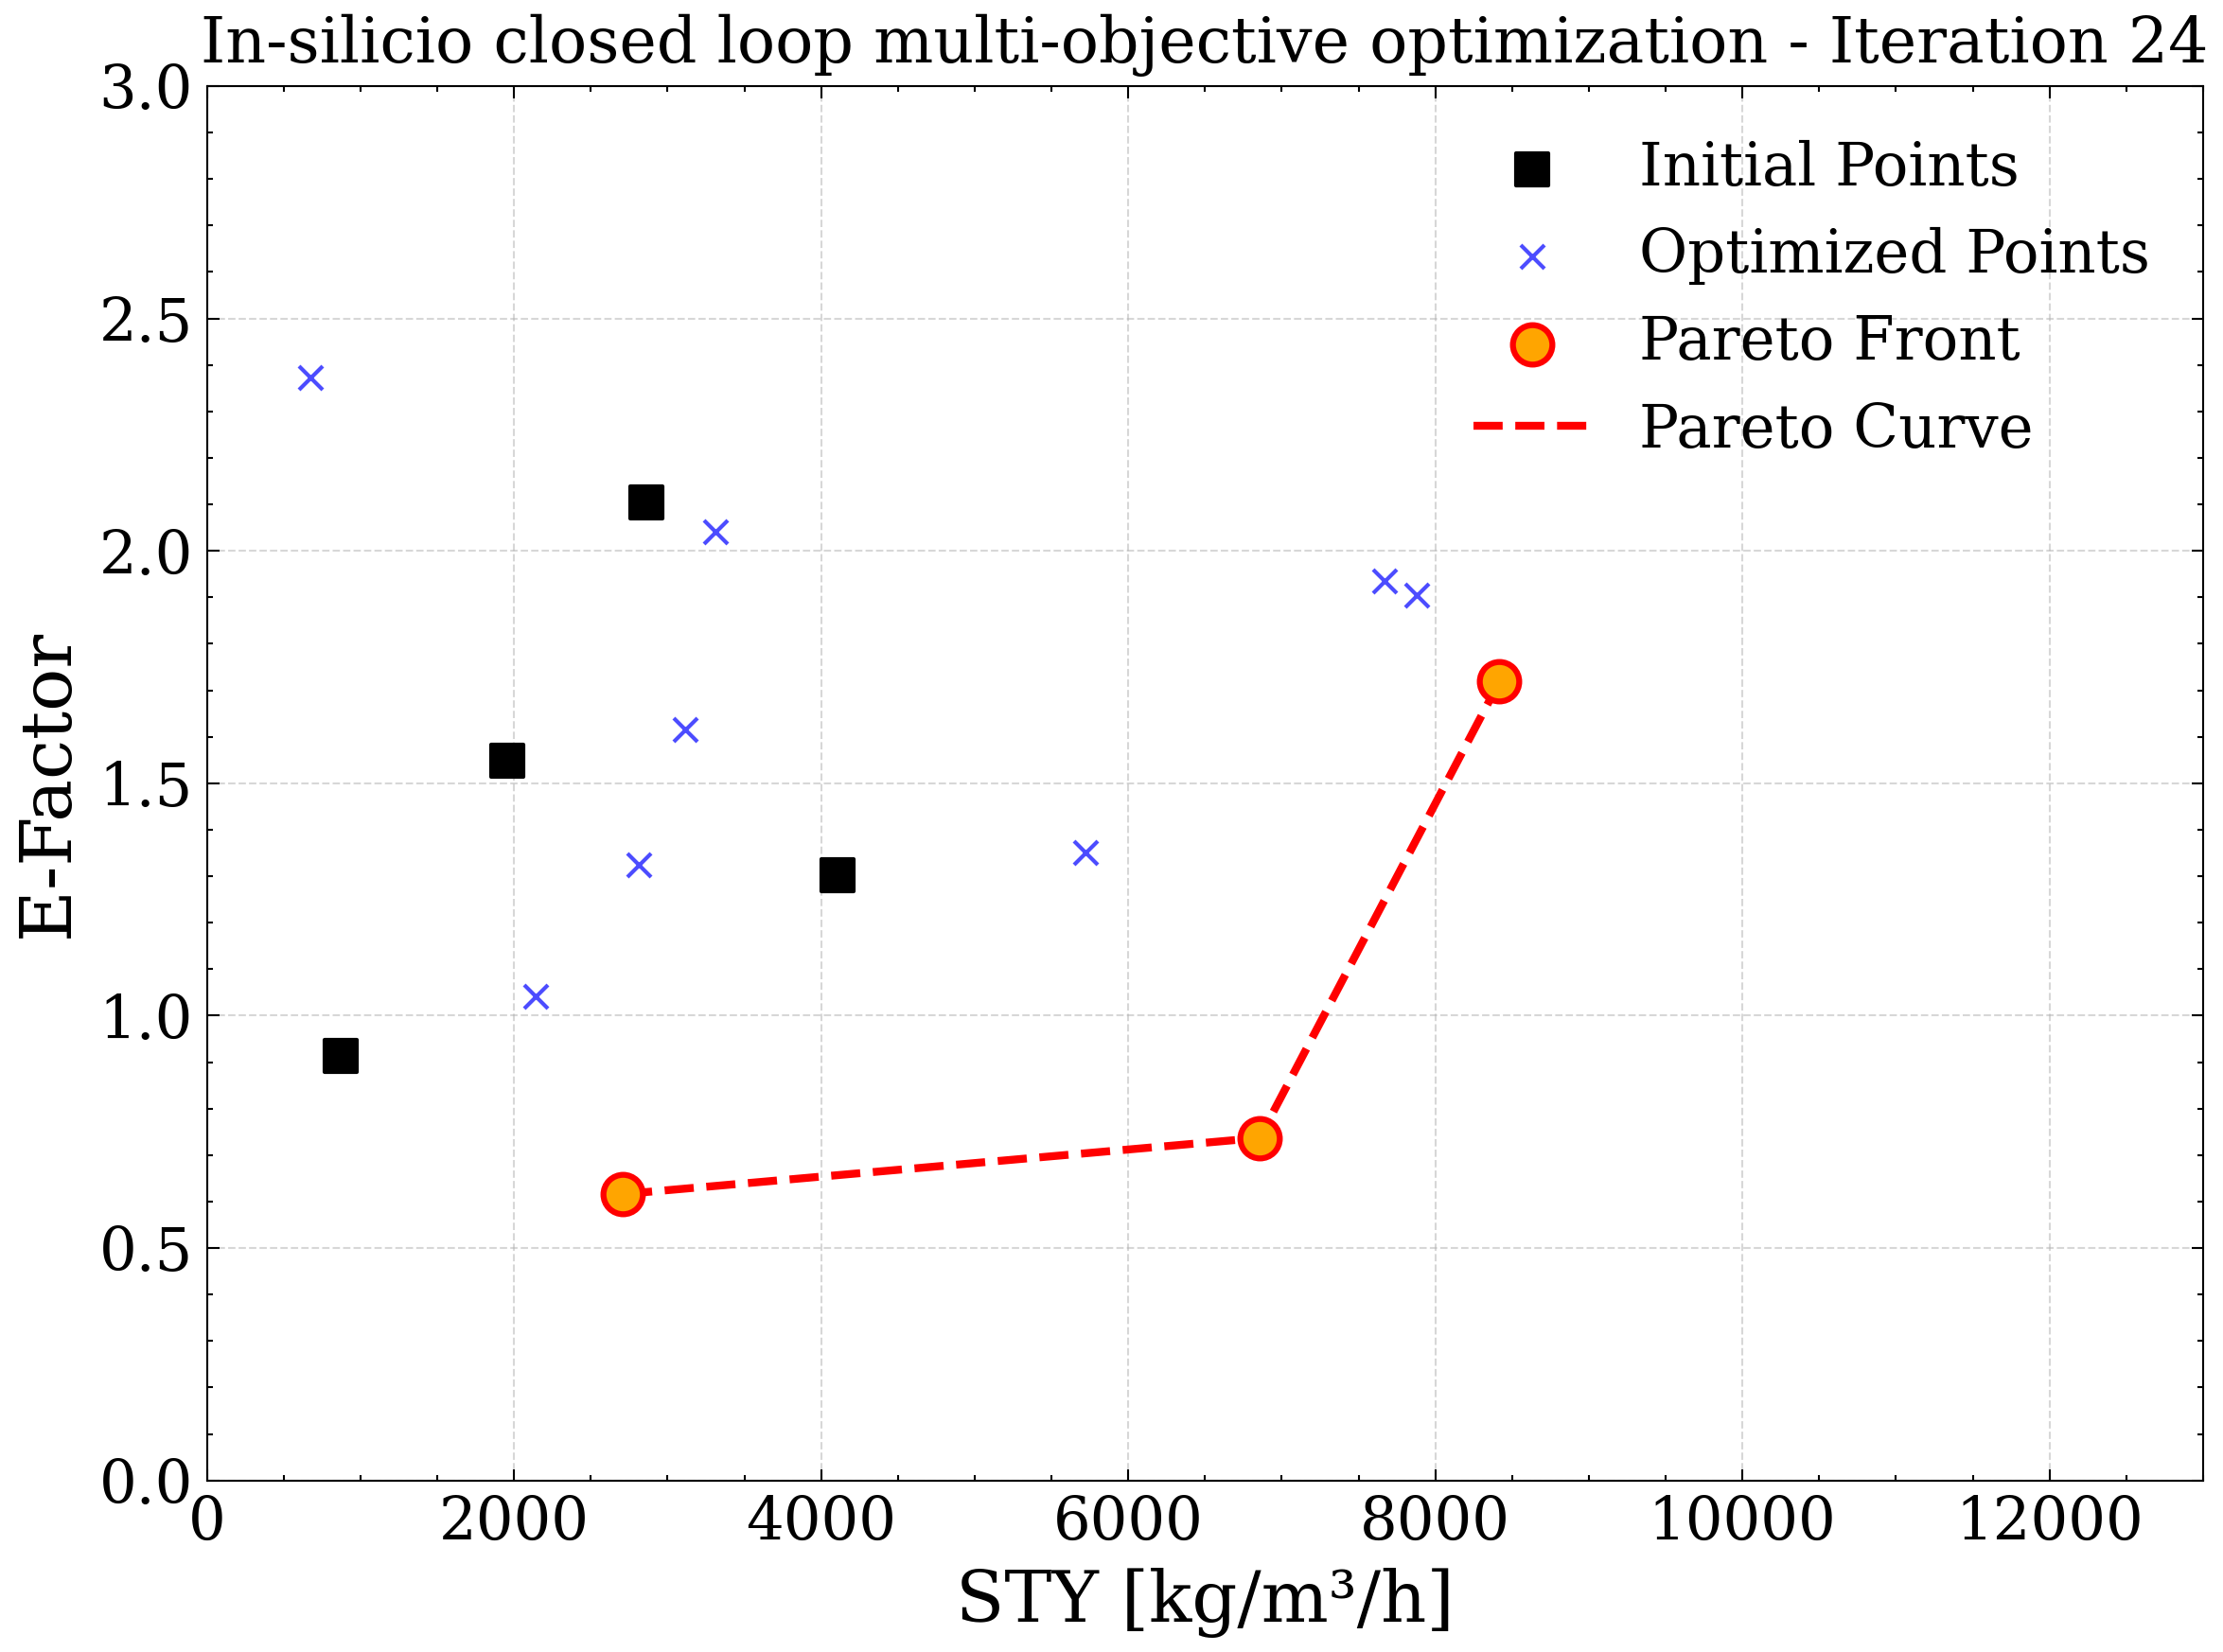 In-silicio closed loop multi-objective optimization - Iteration 24
3.0
2.5
2.0
1.5
1.0
0.5
0.0
E-Factor
Initial Points
Optimized Points
Pareto Front
Pareto Curve
0 2000 4000 6000 8000 10000 12000
STY [kg/m³/h]